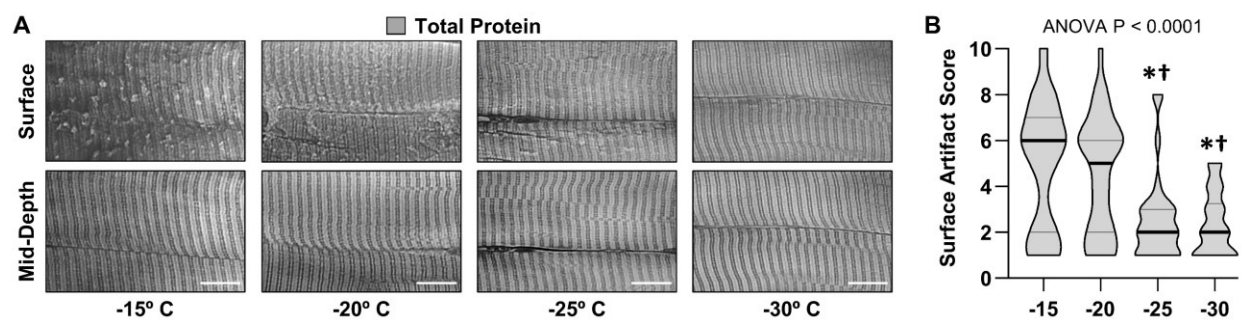 A
Total Protein
Surface
Mid-Depth
-15º C
-20º C
-25º C
-30º C
B
ANOVA P < 0.0001
Surface Artifact Score
10
8
6
4
2
0
*†
*†
-15
-20
-25
-30